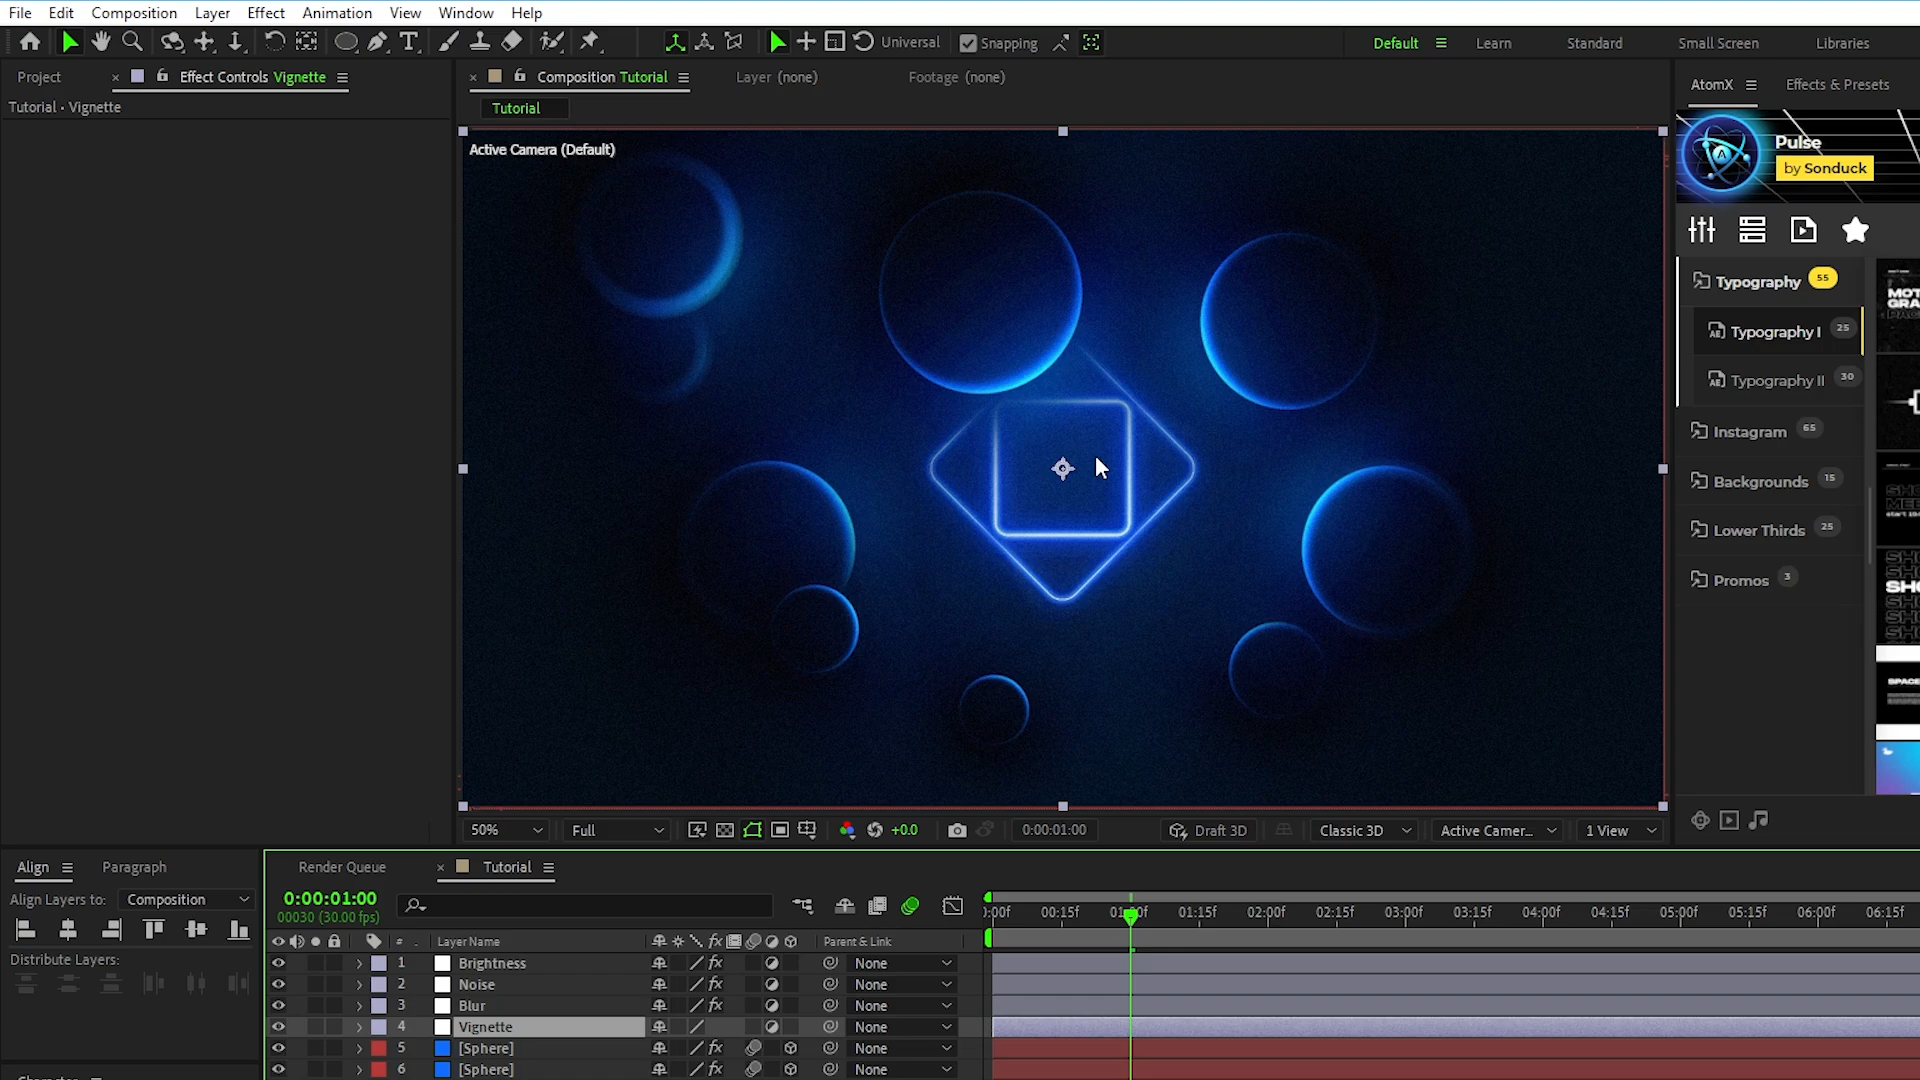 File Edit Composition Layer Effect Animation View Window Help
Universal Snapping Default Learn Standard Small Screen Libraries
Project Effect Controls Vignette Composition Tutorial Layer (none) Footage (none) AtomX Effects & Presets
Tutorial • Vignette
Tutorial
Active Camera (Default)
Pulse
by Sonduck
Typography 55
Typography I 25
Typography II 30
Instagram 65
Backgrounds 15
Lower Thirds 25
Promos 3
50% Full +0.0 0:00:01:00 Draft 3D Classic 3D Active Camer... 1 View
Align Paragraph Render Queue Tutorial
Align Layers to: Composition
0:00:01:00
00030 (30.00 fps)
:00f 00:15f 01:00f 01:15f 02:00f 02:15f 03:00f 03:15f 04:00f 04:15f 05:00f 05:15f 06:00f 06:15f
# Layer Name Parent & Link
Distribute Layers:
1 Brightness None
2 Noise None
3 Blur None
4 Vignette None
5 [Sphere] None
6 [Sphere] None